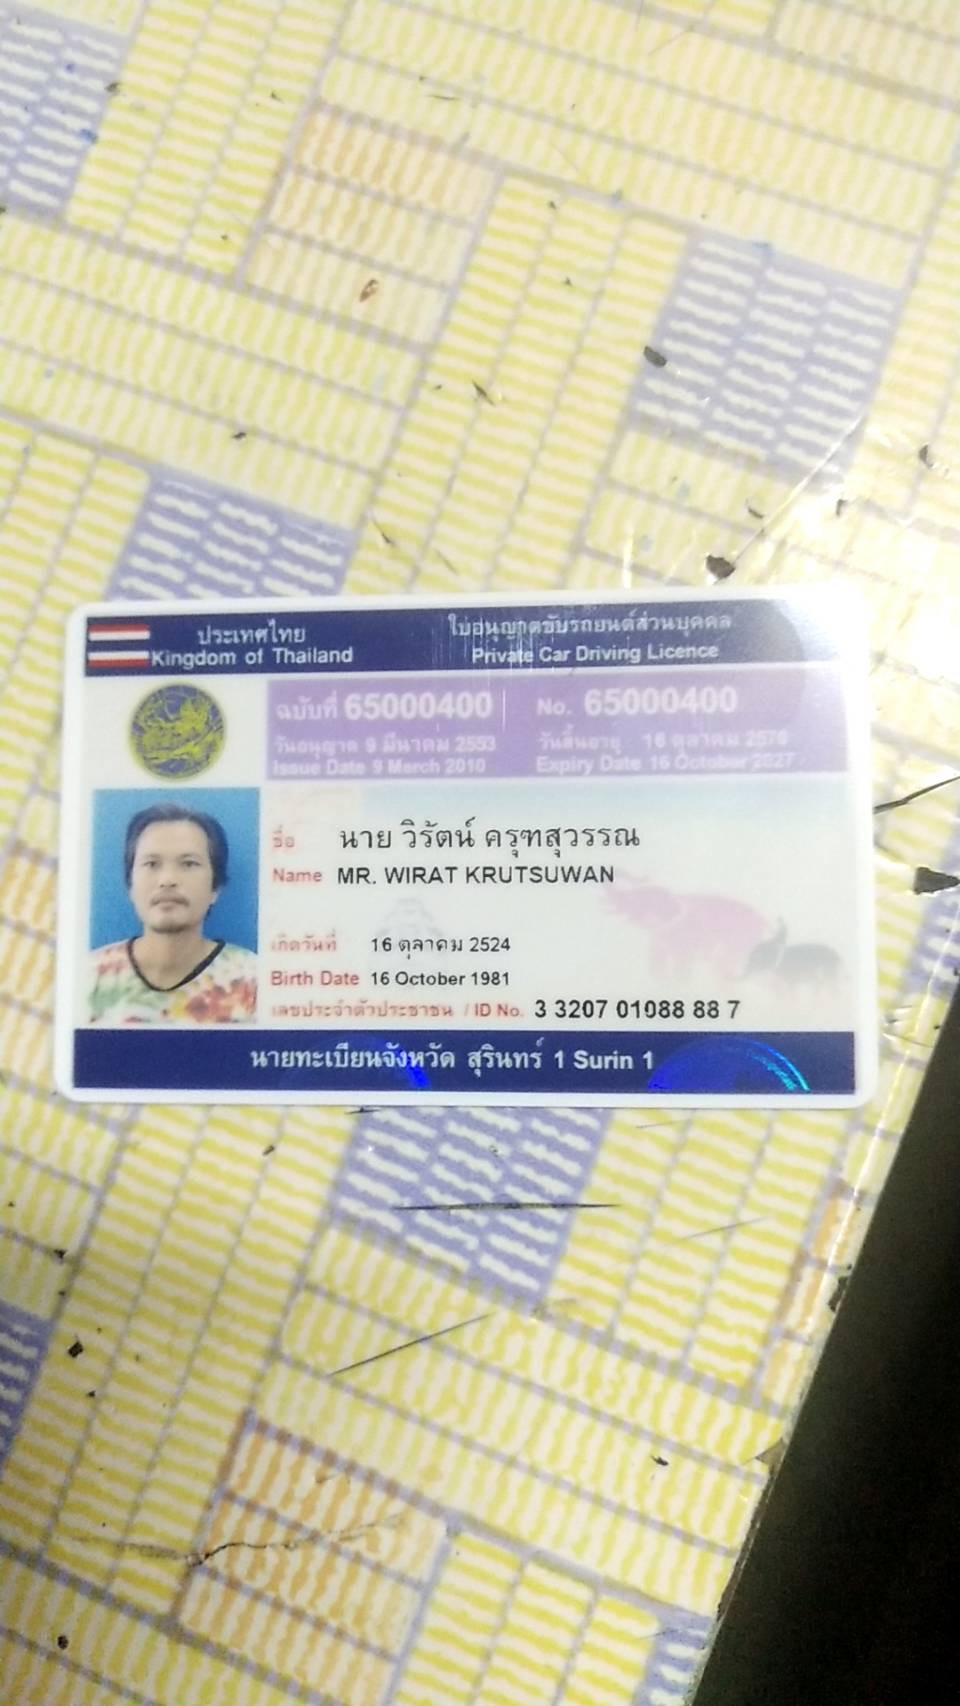 ประเทศไทย
Kingdom of Thailand
ใบอนุญาตขับรถยนต์ส่วนบุคคล
Private Car Driving Licence
ฉบับที่ 65000400
No. 65000400
วันอนุญาต 9 มีนาคม 2553
Issue Date 9 March 2010
วันสิ้นอายุ 16 ตุลาคม
Expiry Date 16 October
ชื่อ นาย วิรัตน์ ครุฑสุวรรณ
Name MR. WIRAT KRUTSUWAN
เกิดวันที่ 16 ตุลาคม 2524
Birth Date 16 October 1981
เลขประจำตัวประชาชน / ID No. 3 3207 01088 88 7
นายทะเบียนจังหวัด สุรินทร์ 1 Surin 1